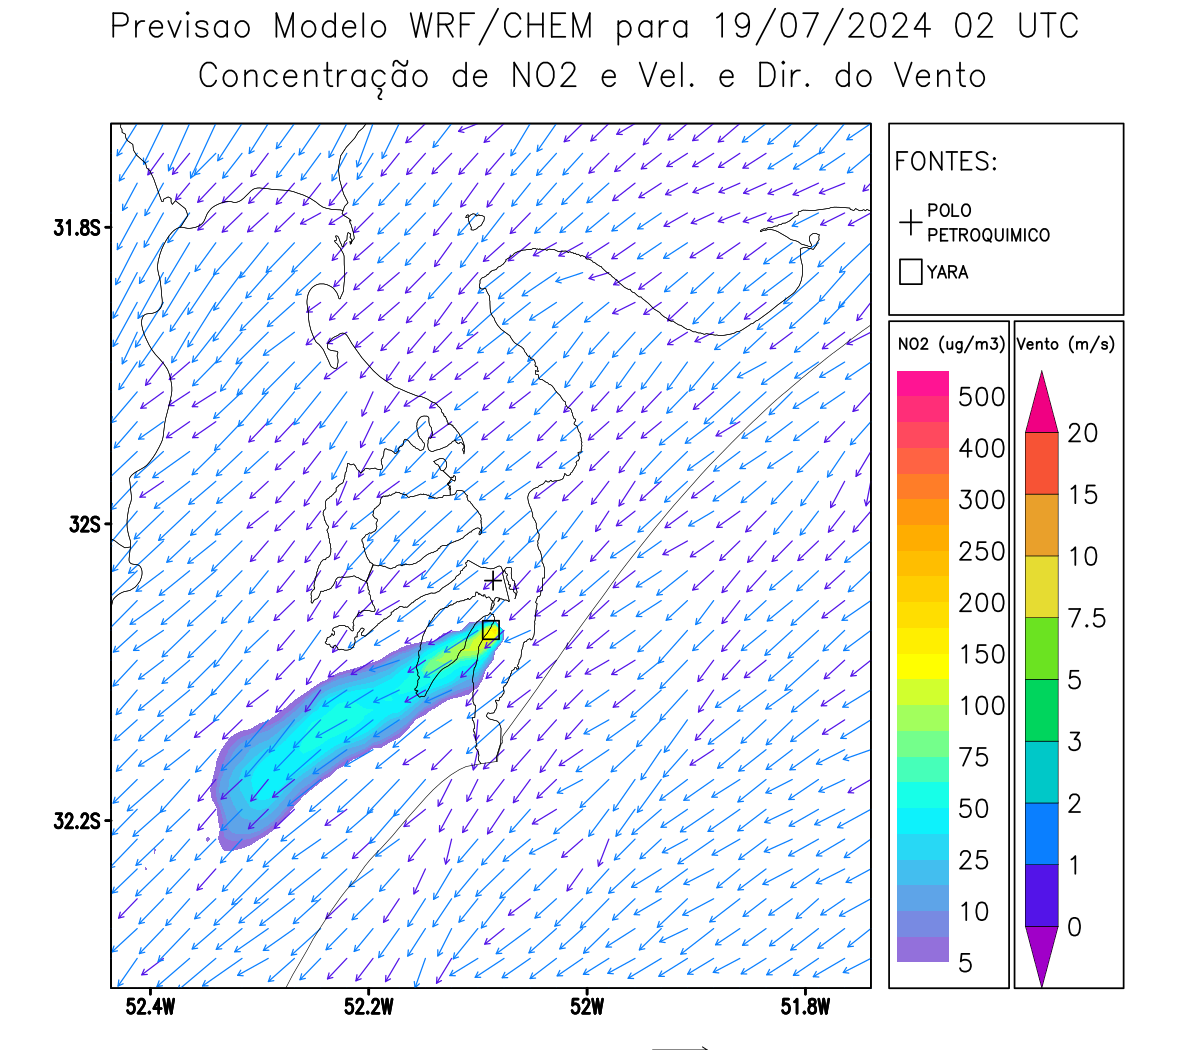 Previsao Modelo WRF/CHEM para 19/07/2024 02 UTC
Concentração de NO2 e Vel. e Dir. do Vento
FONTES:
POLO
PETROQUIMICO
YARA
NO2 (ug/m3)
500
400
300
250
200
150
100
75
50
25
10
5
Vento (m/s)
20
15
10
7.5
5
3
2
1
0
31.8S
32S
32.2S
52.4W
52.2W
52W
51.8W